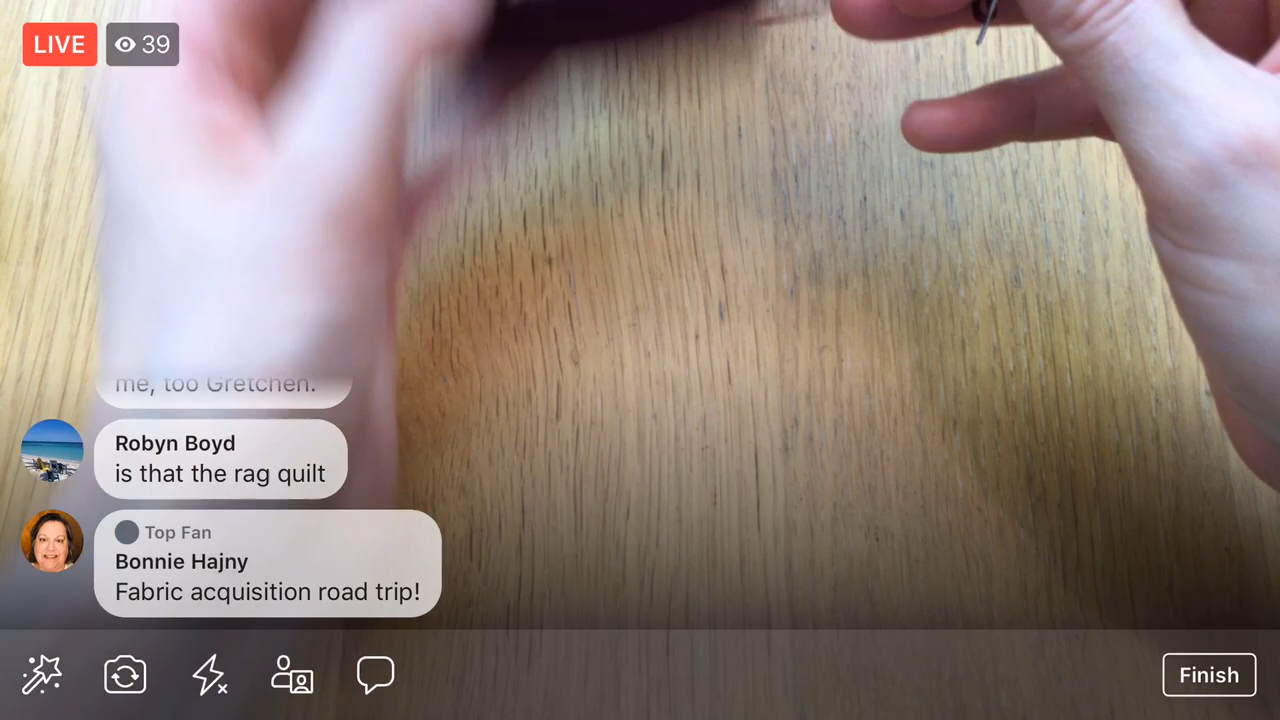 LIVE 39
me, too Gretchen.
Robyn Boyd
is that the rag quilt
Top Fan
Bonnie Hajny
Fabric acquisition road trip!
Finish